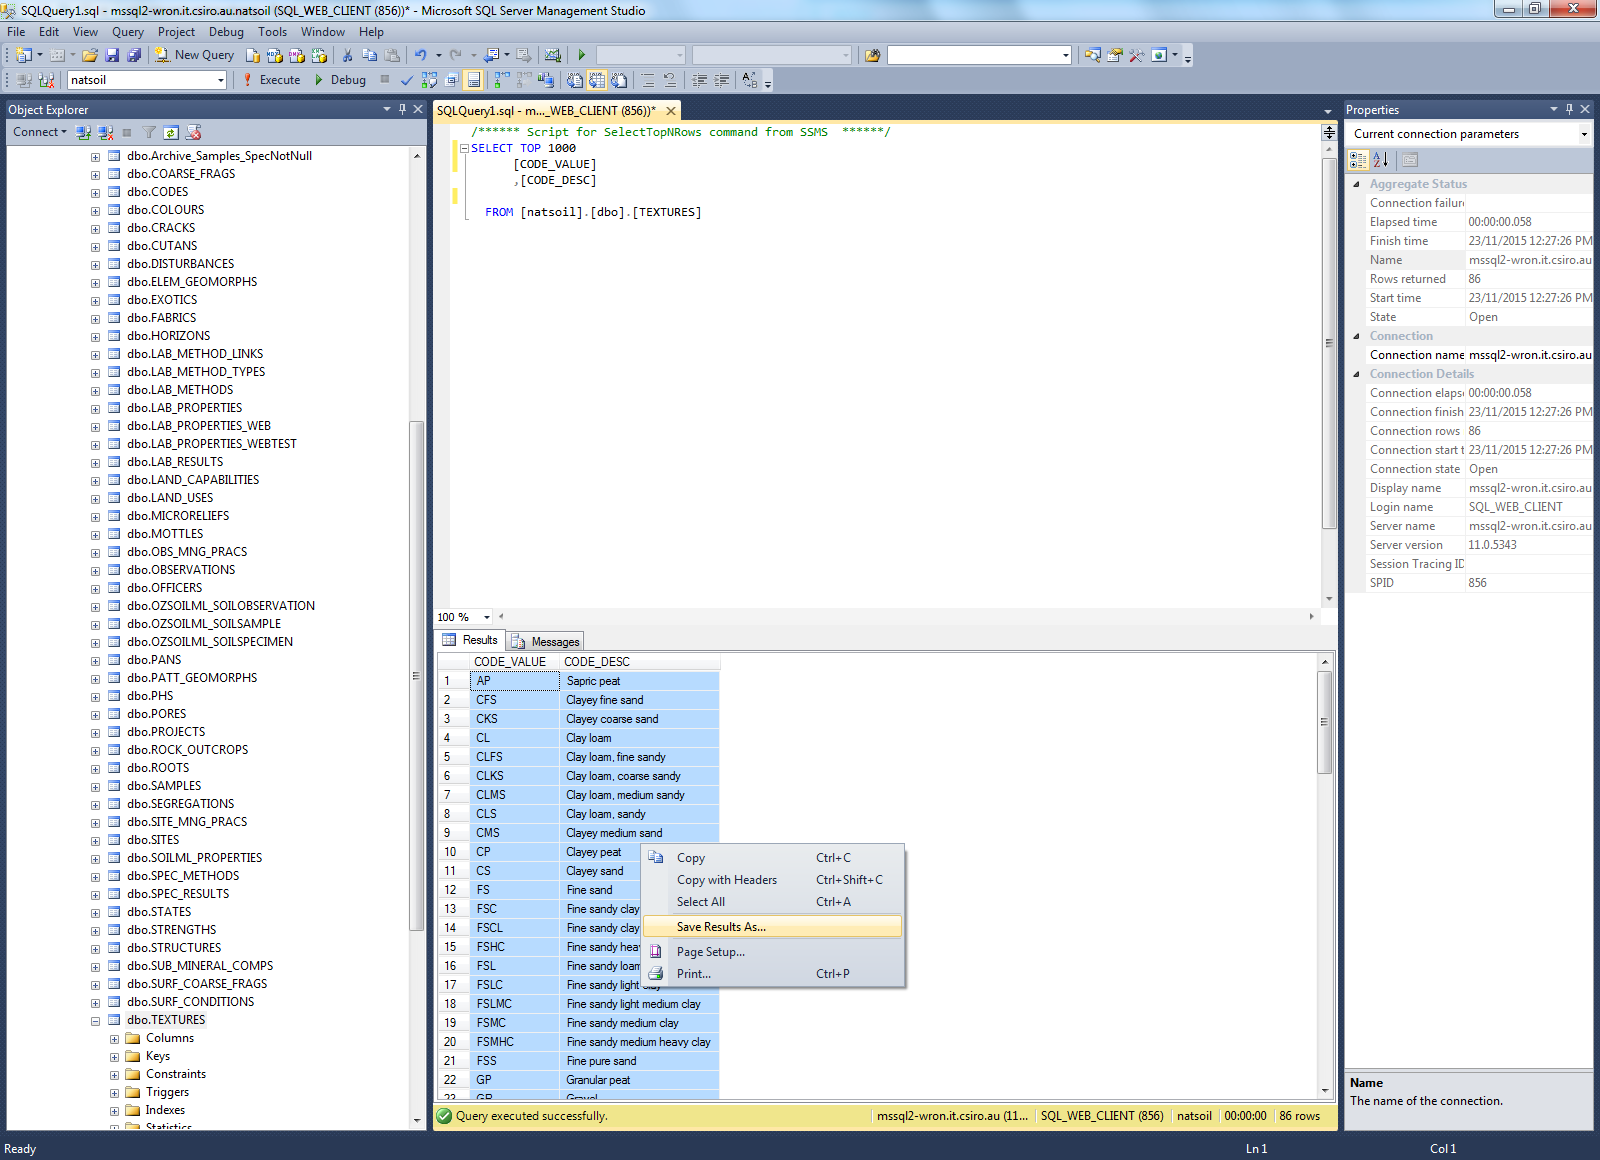 SQLQuery1.sql - mssql2-wron.it.csiro.au.natsoil (SQL_WEB_CLIENT (856))* - Microsoft SQL Server Management Studio
File Edit View Query Project Debug Tools Window Help
New Query
natsoil Execute Debug
Object Explorer
Connect
dbo.Archive_Samples_SpecNotNull
dbo.COARSE_FRAGS
dbo.CODES
dbo.COLOURS
dbo.CRACKS
dbo.CUTANS
dbo.DISTURBANCES
dbo.ELEM_GEOMORPHS
dbo.EXOTICS
dbo.FABRICS
dbo.HORIZONS
dbo.LAB_METHOD_LINKS
dbo.LAB_METHOD_TYPES
dbo.LAB_METHODS
dbo.LAB_PROPERTIES
dbo.LAB_PROPERTIES_WEB
dbo.LAB_PROPERTIES_WEBTEST
dbo.LAB_RESULTS
dbo.LAND_CAPABILITIES
dbo.LAND_USES
dbo.MICRORELIEFS
dbo.MOTTLES
dbo.OBS_MNG_PRACS
dbo.OBSERVATIONS
dbo.OFFICERS
dbo.OZSOILML_SOILOBSERVATION
dbo.OZSOILML_SOILSAMPLE
dbo.OZSOILML_SOILSPECIMEN
dbo.PANS
dbo.PATT_GEOMORPHS
dbo.PHS
dbo.PORES
dbo.PROJECTS
dbo.ROCK_OUTCROPS
dbo.ROOTS
dbo.SAMPLES
dbo.SEGREGATIONS
dbo.SITE_MNG_PRACS
dbo.SITES
dbo.SOILML_PROPERTIES
dbo.SPEC_METHODS
dbo.SPEC_RESULTS
dbo.STATES
dbo.STRENGTHS
dbo.STRUCTURES
dbo.SUB_MINERAL_COMPS
dbo.SURF_COARSE_FRAGS
dbo.SURF_CONDITIONS
dbo.TEXTURES
Columns
Keys
Constraints
Triggers
Indexes
Statistics
SQLQuery1.sql - m..._WEB_CLIENT (856))*
/****** Script for SelectTopNRows command from SSMS ******/
SELECT TOP 1000
[CODE_VALUE]
,[CODE_DESC]
FROM [natsoil].[dbo].[TEXTURES]
100 %
Results Messages
CODE_VALUE CODE_DESC
1 AP Sapric peat
2 CFS Clayey fine sand
3 CKS Clayey coarse sand
4 CL Clay loam
5 CLFS Clay loam, fine sandy
6 CLKS Clay loam, coarse sandy
7 CLMS Clay loam, medium sandy
8 CLS Clay loam, sandy
9 CMS Clayey medium sand
10 CP Clayey peat
11 CS Clayey sand
12 FS Fine sand
13 FSC Fine sandy clay
14 FSCL Fine sandy clay
15 FSHC Fine sandy hea
16 FSL Fine sandy loam
17 FSLC Fine sandy light clay
18 FSLMC Fine sandy light medium clay
19 FSMC Fine sandy medium clay
20 FSMHC Fine sandy medium heavy clay
21 FSS Fine pure sand
22 GP Granular peat
23 GR Gravel
Copy Ctrl+C
Copy with Headers Ctrl+Shift+C
Select All Ctrl+A
Save Results As...
Page Setup...
Print... Ctrl+P
Query executed successfully. mssql2-wron.it.csiro.au (11... SQL_WEB_CLIENT (856) natsoil 00:00:00 86 rows
Properties
Current connection parameters
Aggregate Status
Connection failure
Elapsed time 00:00:00.058
Finish time 23/11/2015 12:27:26 PM
Name mssql2-wron.it.csiro.au
Rows returned 86
Start time 23/11/2015 12:27:26 PM
State Open
Connection
Connection name mssql2-wron.it.csiro.au
Connection Details
Connection elaps 00:00:00.058
Connection finish 23/11/2015 12:27:26 PM
Connection rows 86
Connection start t 23/11/2015 12:27:26 PM
Connection state Open
Display name mssql2-wron.it.csiro.au
Login name SQL_WEB_CLIENT
Server name mssql2-wron.it.csiro.au
Server version 11.0.5343
Session Tracing ID
SPID 856
Name
The name of the connection.
Ready Ln 1 Col 1